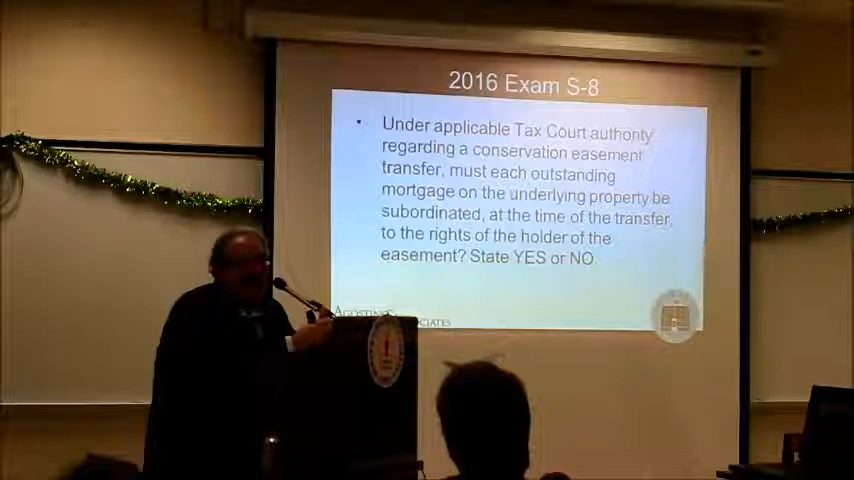 2016 Exam S-8
• Under applicable Tax Court authority
regarding a conservation easement
transfer, must each outstanding
mortgage on the underlying property be
subordinated, at the time of the transfer,
to the rights of the holder of the
easement? State YES or NO.